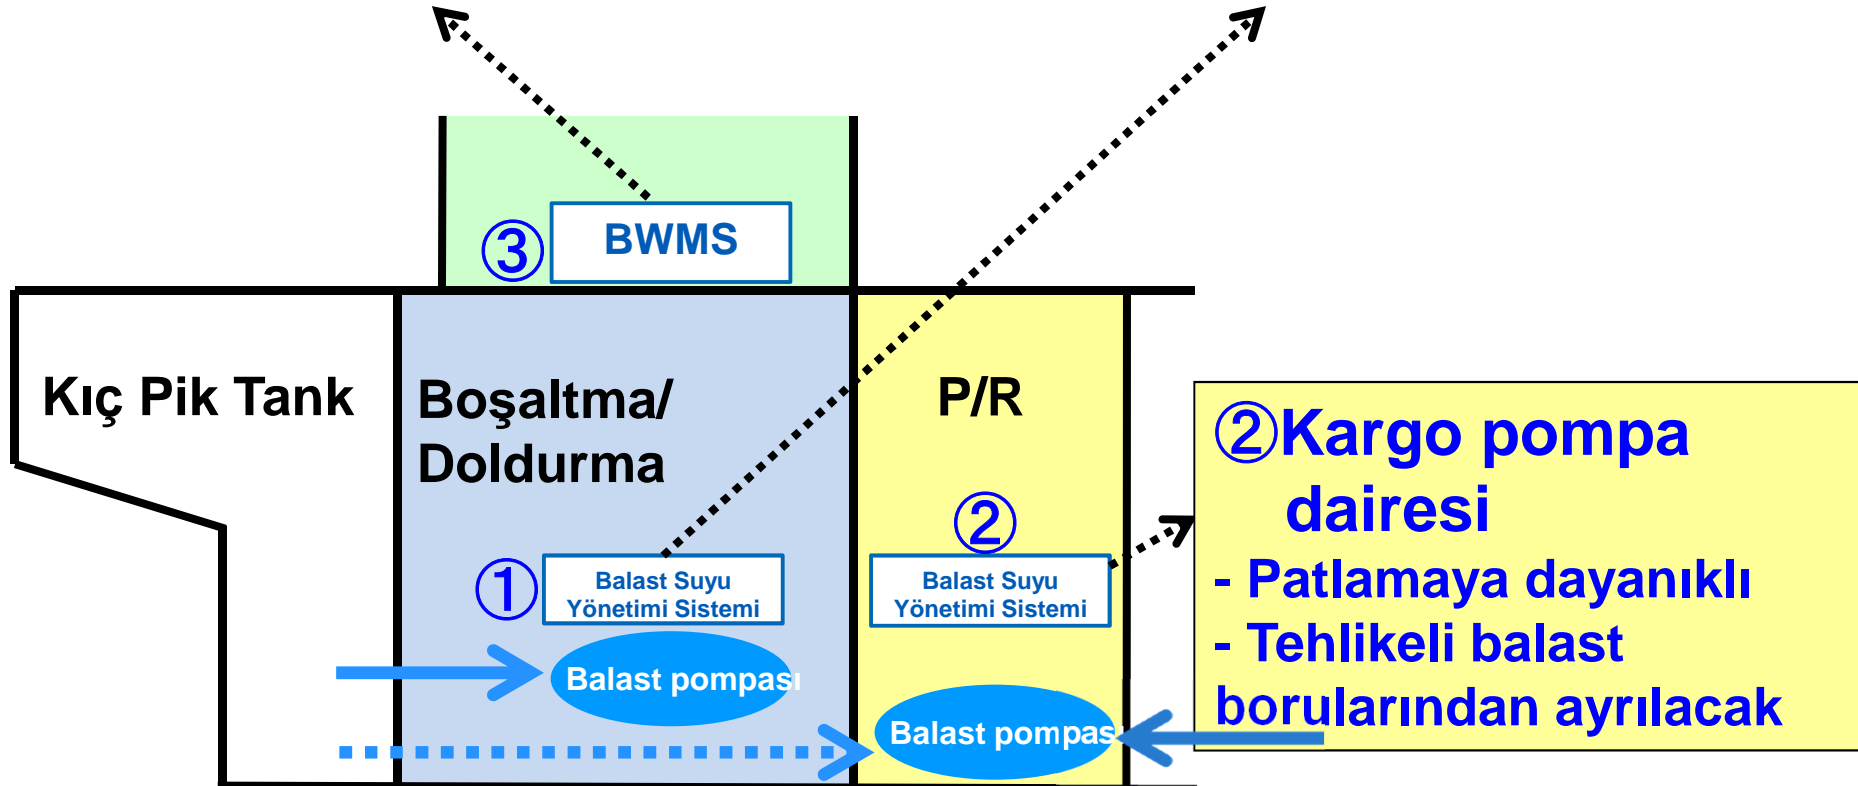 ③
BWMS
Kıç Pik Tank
Boşaltma/
Doldurma
P/R
②Kargo pompa
dairesi
- Patlamaya dayanıklı
- Tehlikeli balast
borularından ayrılacak
①
Balast Suyu
Yönetimi Sistemi
②
Balast Suyu
Yönetimi Sistemi
Balast pompası
Balast pompas